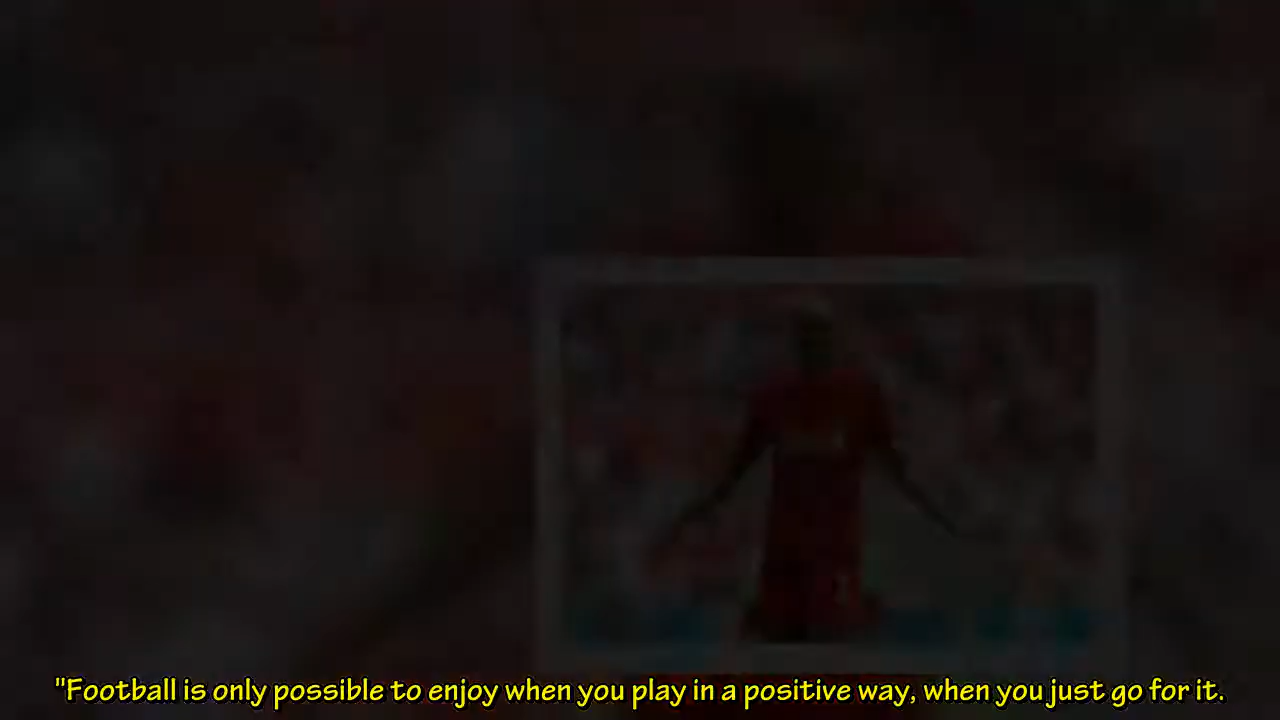 "Football is only possible to enjoy when you play in a positive way, when you just go for it.